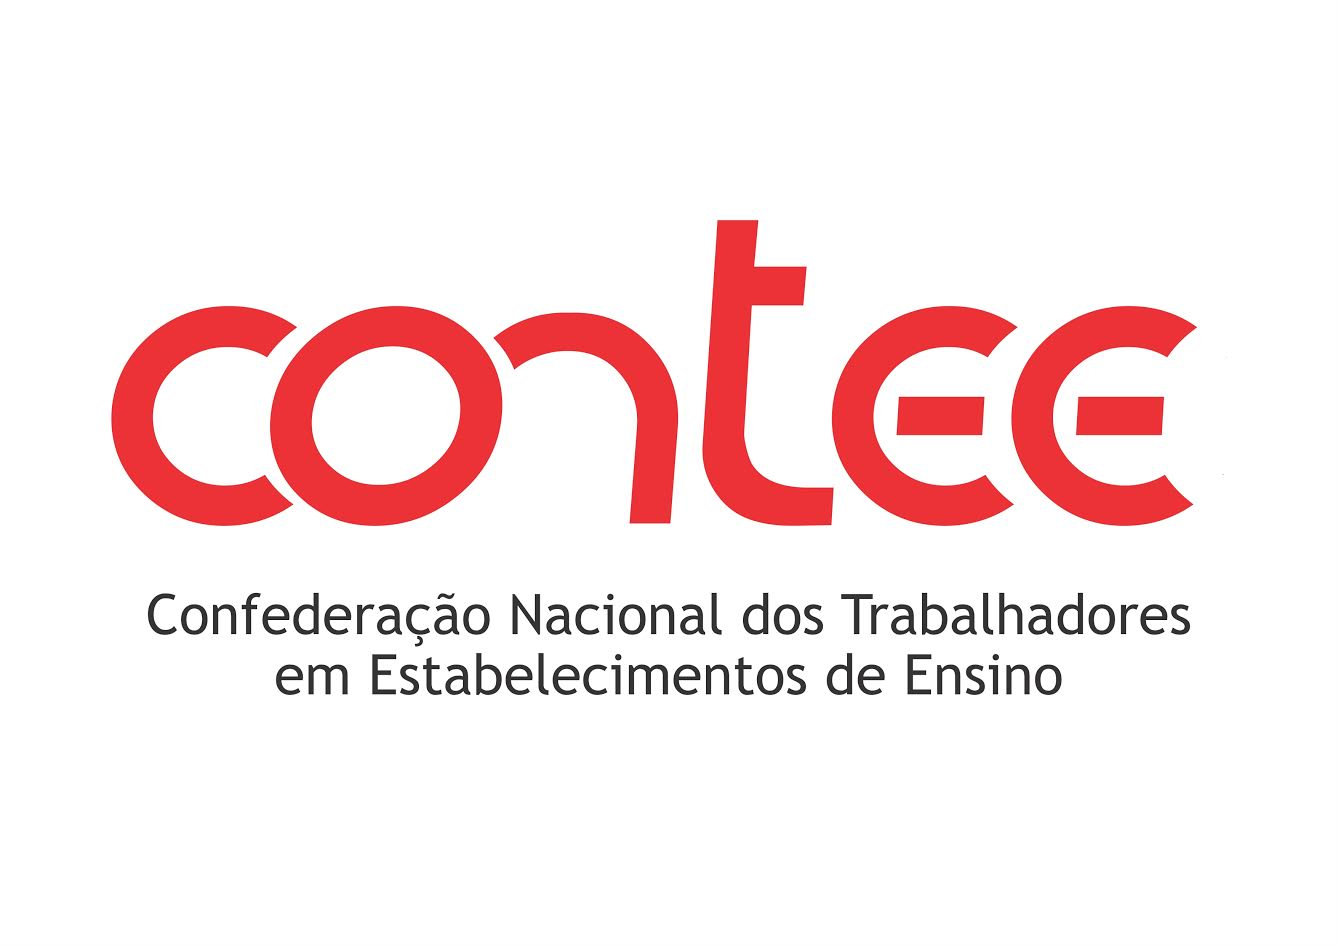 contee
Confederação Nacional dos Trabalhadores
em Estabelecimentos de Ensino